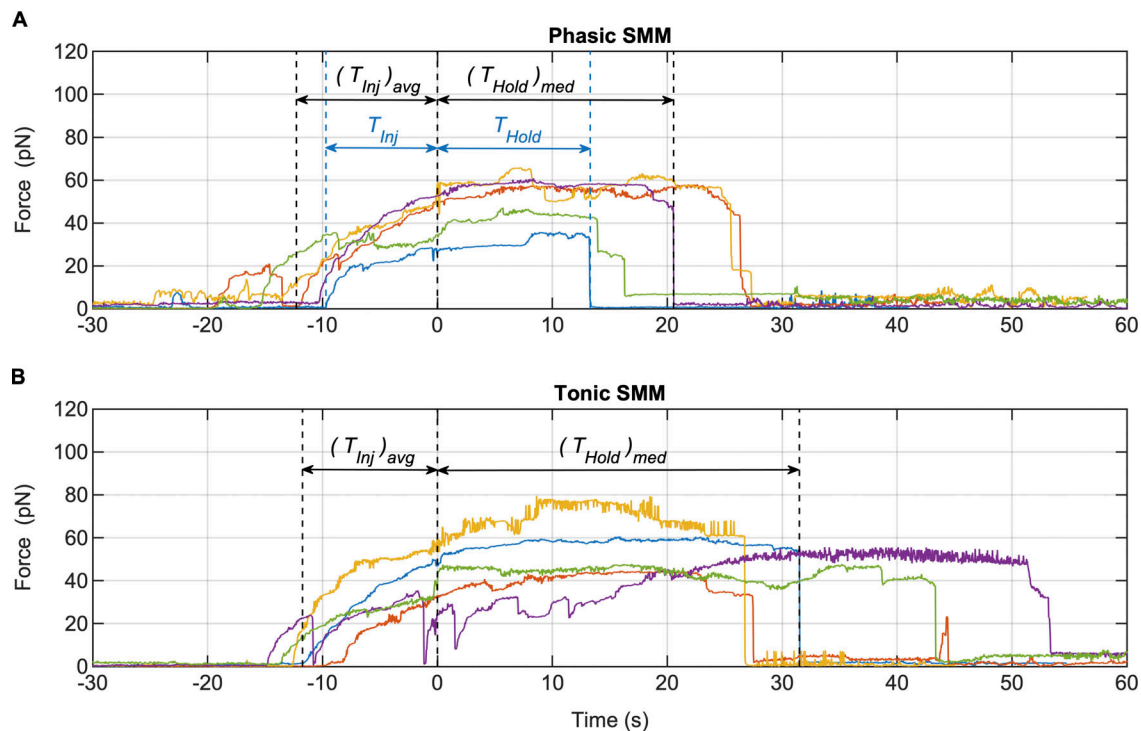 A
Phasic SMM
120
100
80
60
40
20
0
Force (pN)
(T_Inj)_avg
(T_Hold)_med
T_Inj
T_Hold
-30 -20 -10 0 10 20 30 40 50 60
B
Tonic SMM
120
100
80
60
40
20
0
Force (pN)
(T_Inj)_avg
(T_Hold)_med
-30 -20 -10 0 10 20 30 40 50 60
Time (s)